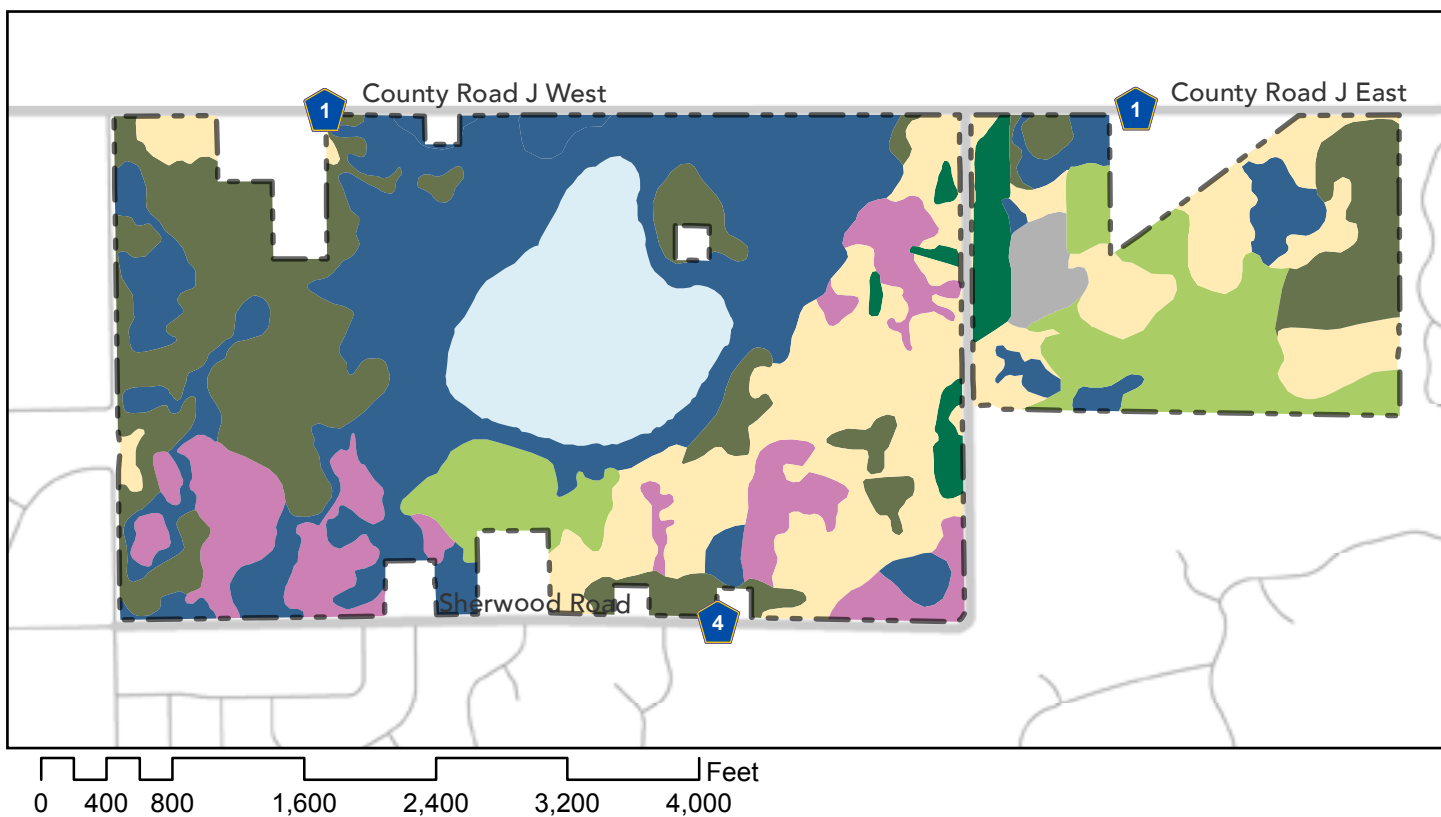 County Road J West
County Road J East
1
1
Sherwood Road
4
Feet
0 400 800 1,600 2,400 3,200 4,000